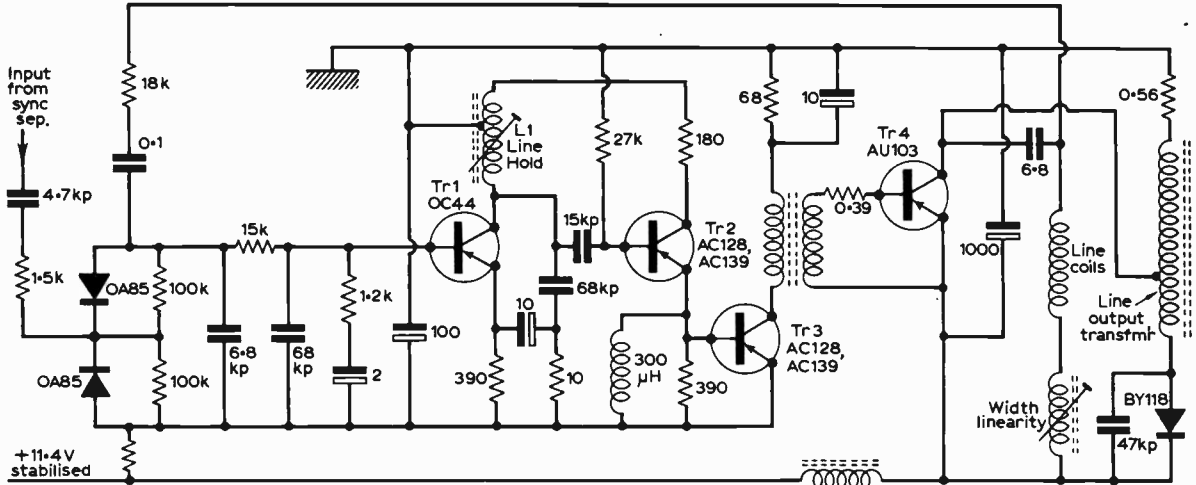 Input
from
sync
sep.
4·7kp
1·5k
18k
0·1
OA85
100k
OA85
100k
15k
6·8
kp
68
kp
1·2k
2
100
L1
Line
Hold
Tr1
OC44
390
10
68kp
10
15kp
27k
180
Tr2
AC128,
AC139
300
µH
390
Tr3
AC128,
AC139
68
10
0·39
Tr4
AU103
6·8
1000
Line
coils
0·56
Line
output
transfmr
Width
linearity
47kp
BY118
+11·4V
stabilised